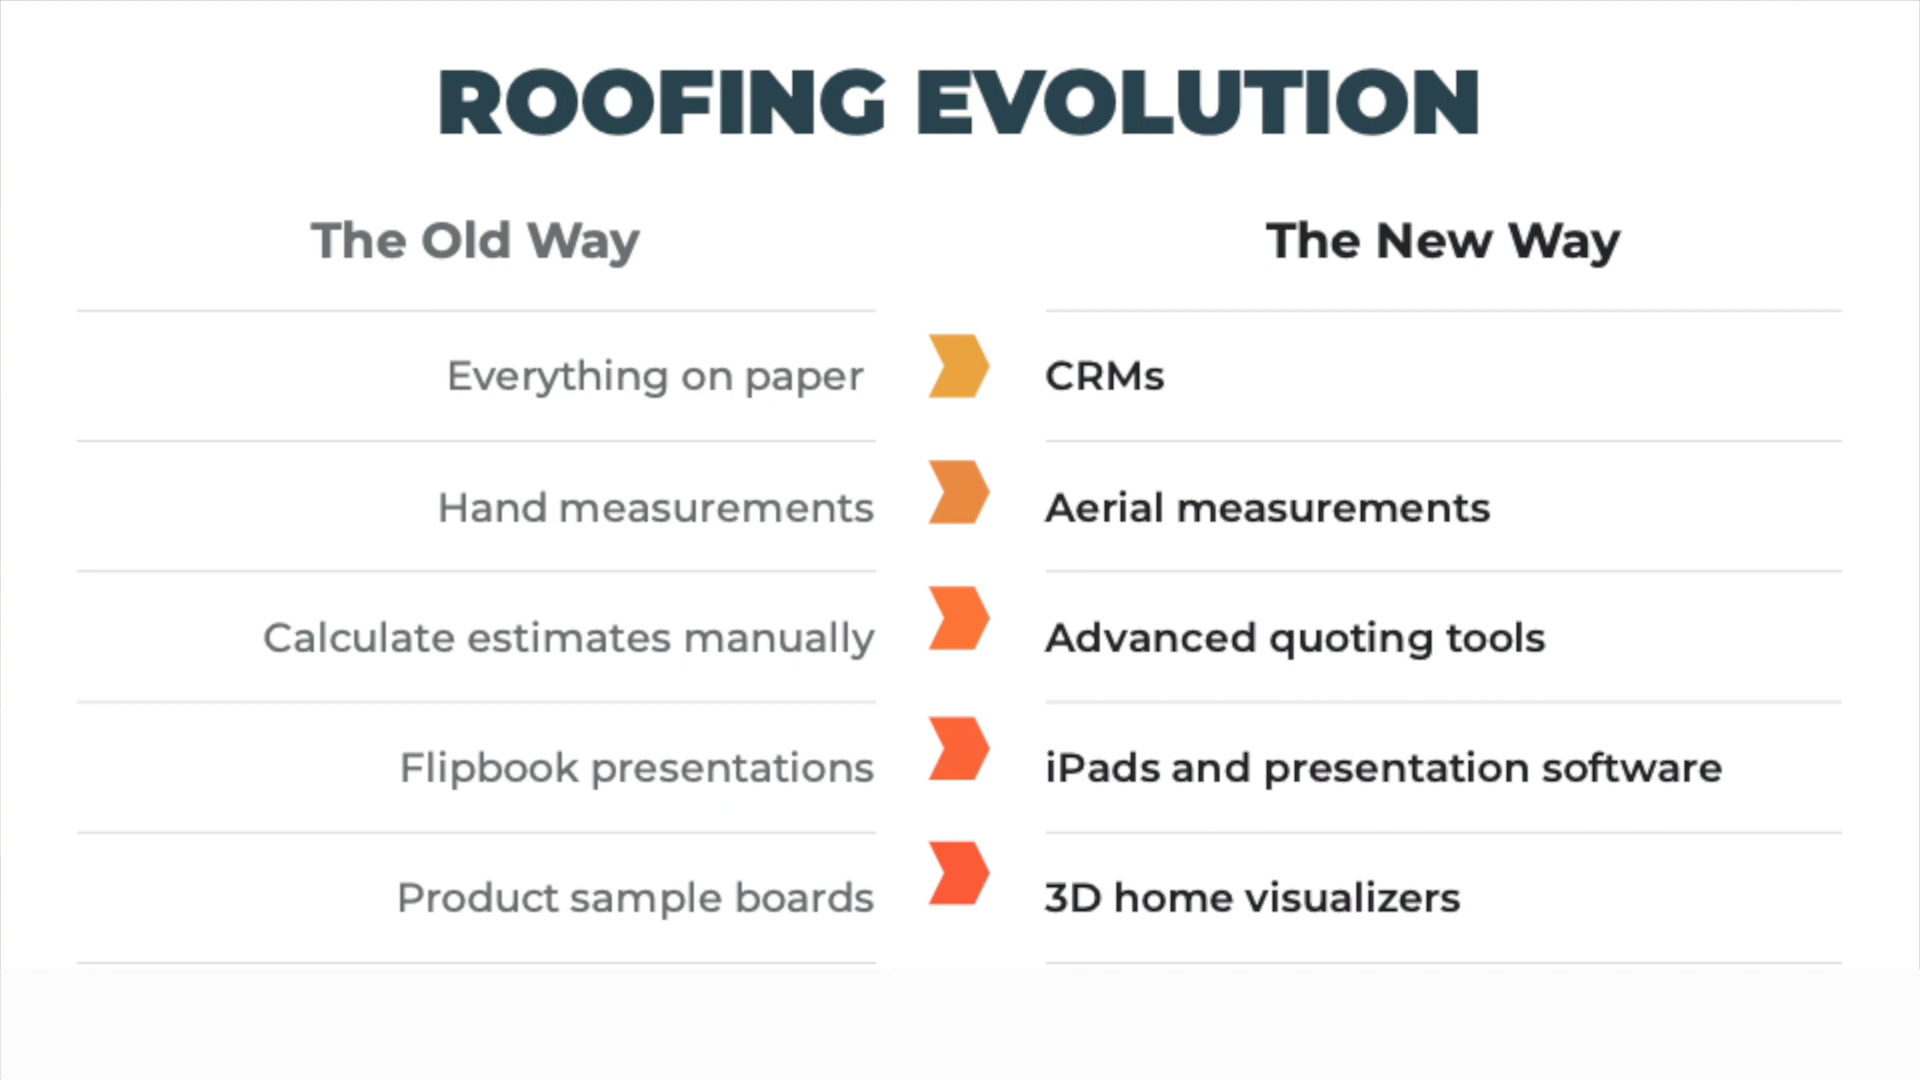 ROOFING EVOLUTION
The Old Way
The New Way
Everything on paper
CRMs
Hand measurements
Aerial measurements
Calculate estimates manually
Advanced quoting tools
Flipbook presentations
iPads and presentation software
Product sample boards
3D home visualizers